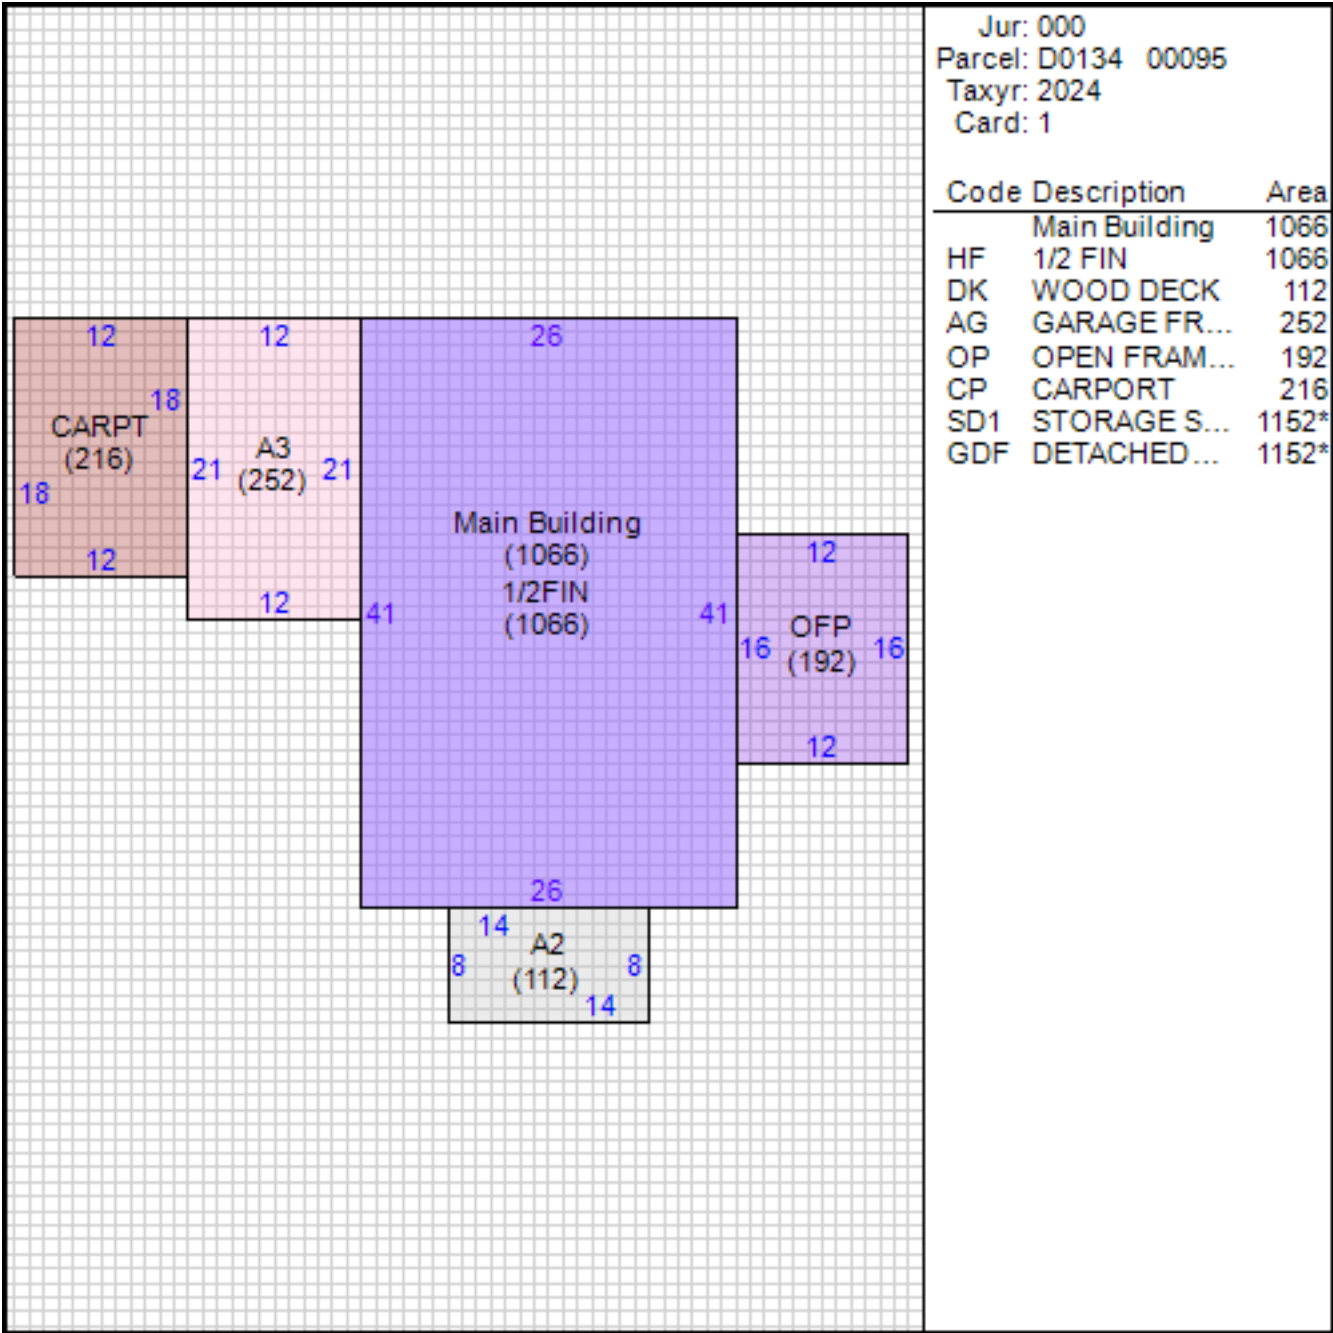 Jur: 000
Parcel: D0134 00095
Taxyr: 2024
Card: 1
Code Description Area
Main Building 1066
HF 1/2 FIN 1066
DK WOOD DECK 112
AG GARAGE FR... 252
OP OPEN FRAM... 192
CP CARPORT 216
SD1 STORAGE S... 1152*
GDF DETACHED... 1152*
12
18
CARPT
(216)
18
12
12
21
A3
(252)
21
12
26
Main Building
(1066)
1/2FIN
(1066)
41
41
26
12
OFP
(192)
16
16
12
14
A2
(112)
8
8
14